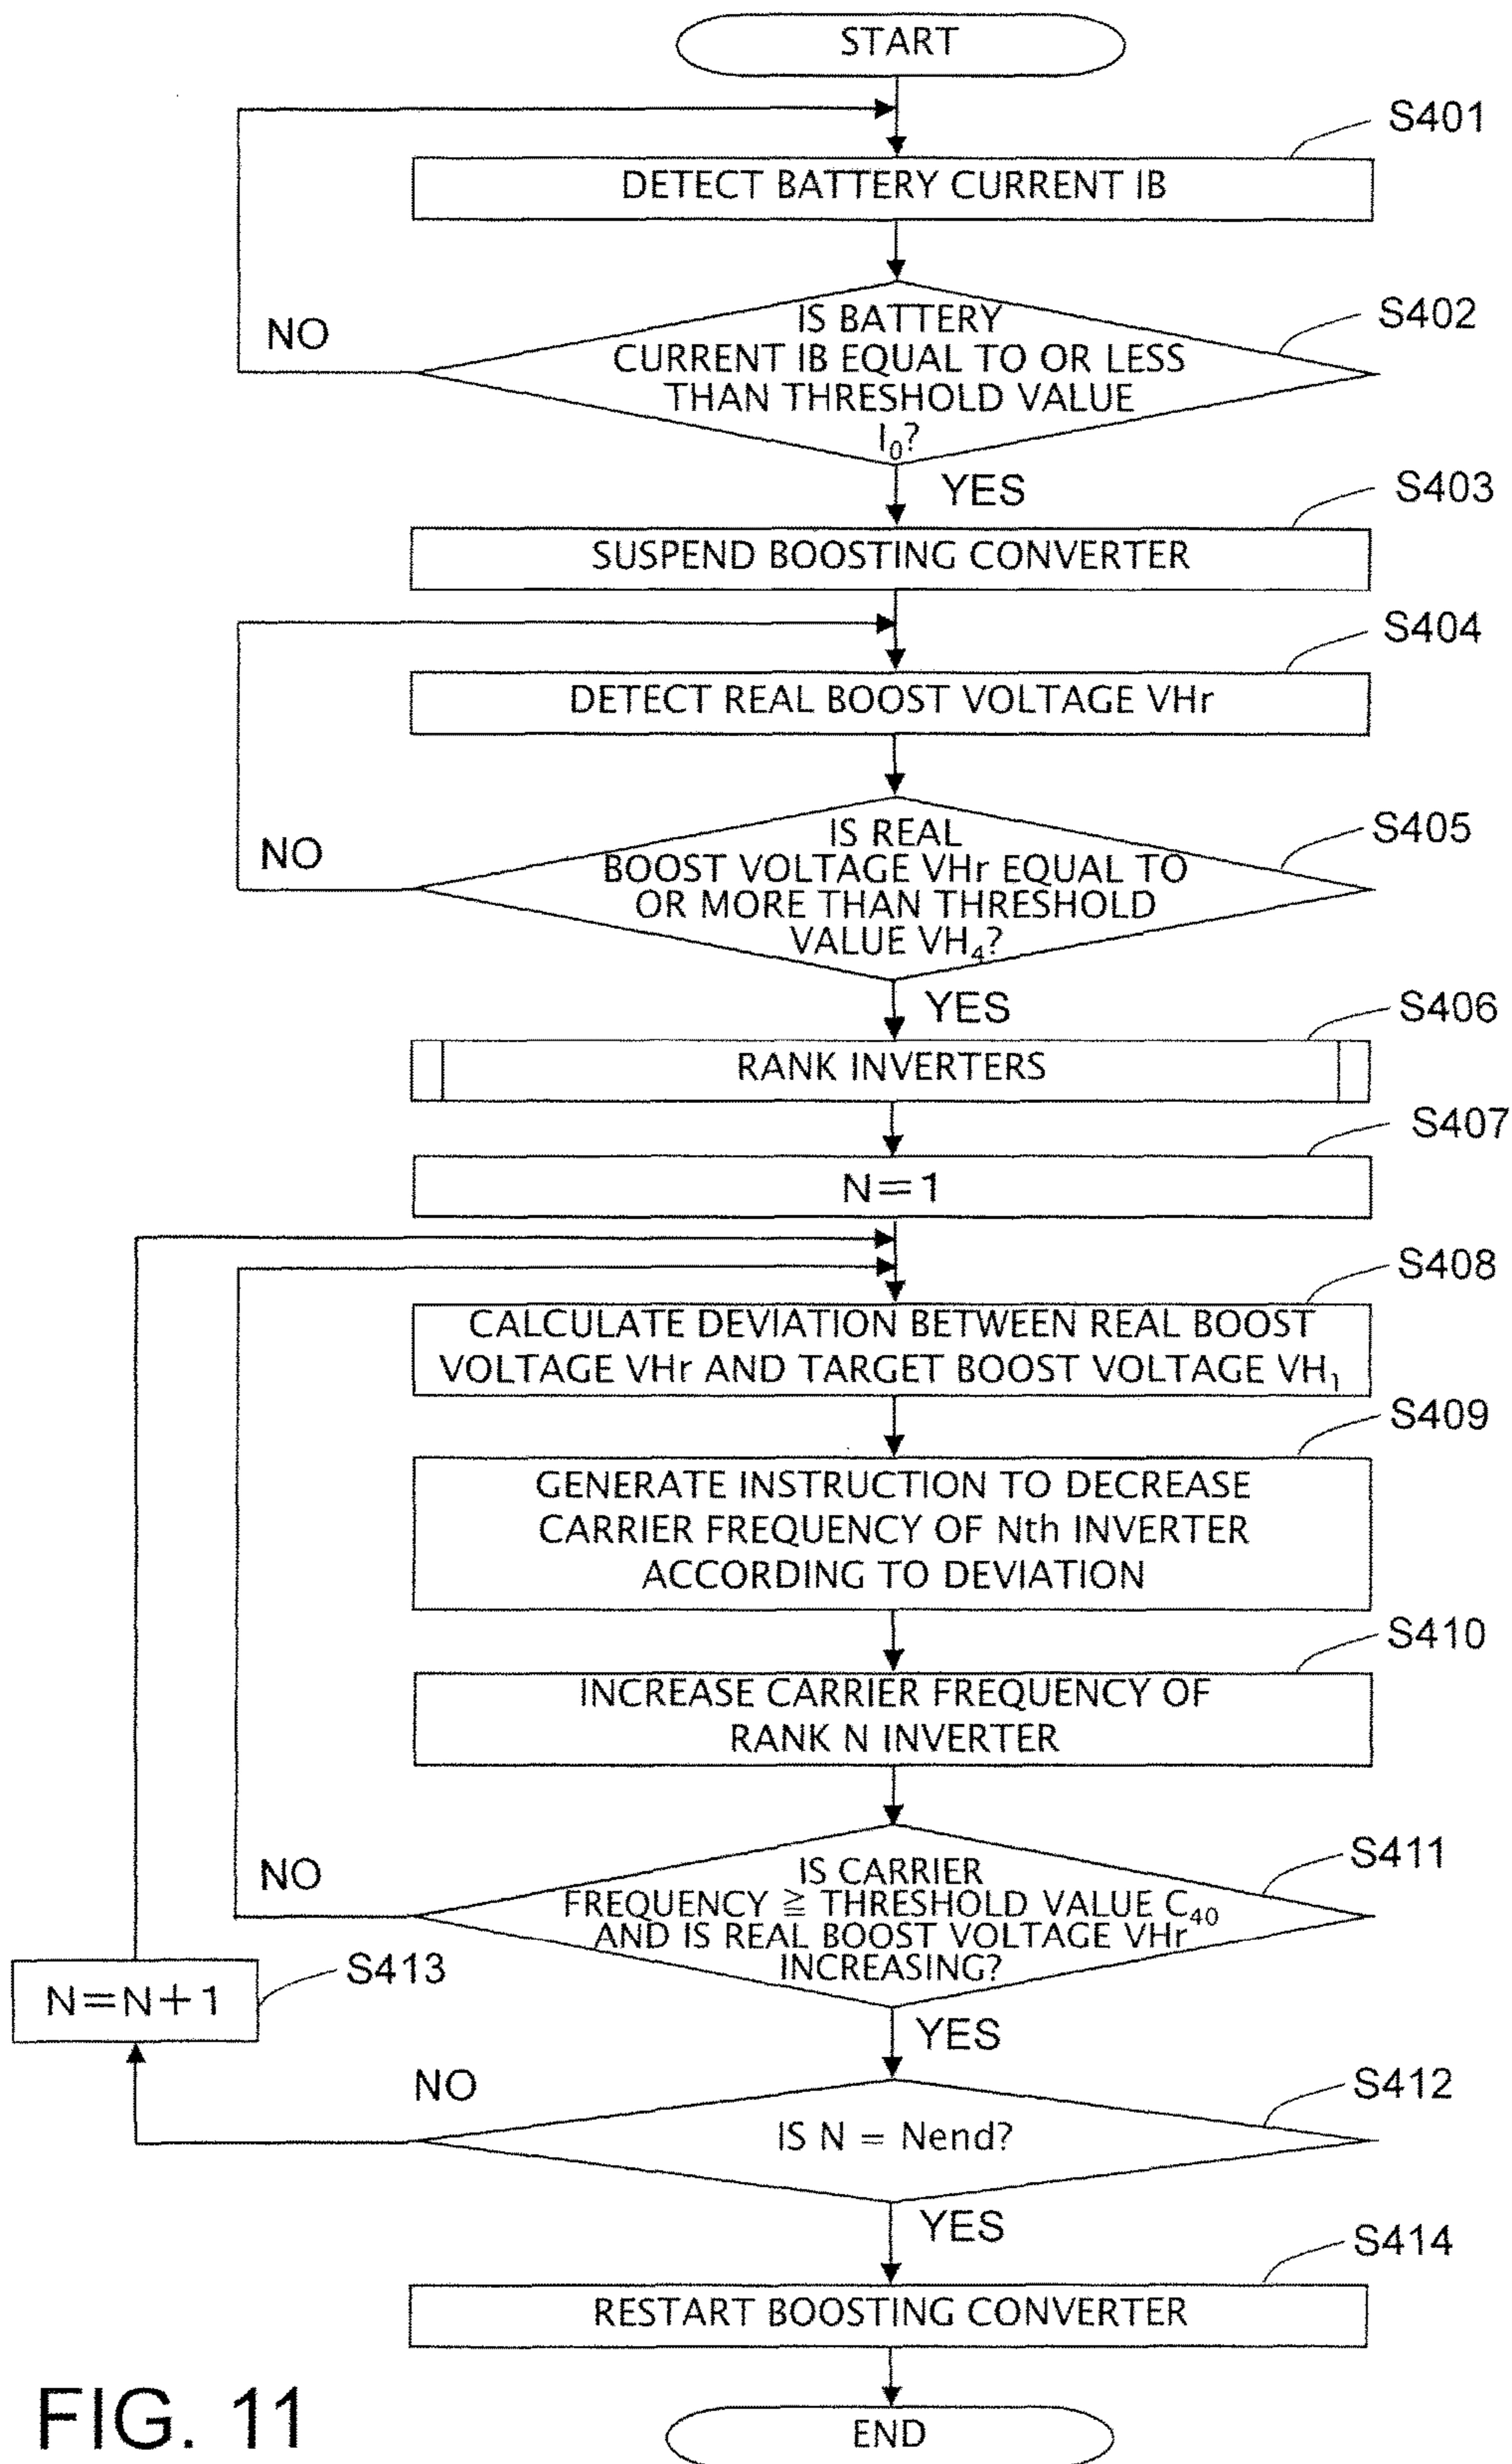 START
S401
DETECT BATTERY CURRENT IB
S402
NO
IS BATTERY
CURRENT IB EQUAL TO OR LESS
THAN THRESHOLD VALUE
I₀?
YES
S403
SUSPEND BOOSTING CONVERTER
S404
DETECT REAL BOOST VOLTAGE VHr
S405
NO
IS REAL
BOOST VOLTAGE VHr EQUAL TO
OR MORE THAN THRESHOLD
VALUE VH₄?
YES
S406
RANK INVERTERS
S407
N=1
S408
CALCULATE DEVIATION BETWEEN REAL BOOST
VOLTAGE VHr AND TARGET BOOST VOLTAGE VH₁
S409
GENERATE INSTRUCTION TO DECREASE
CARRIER FREQUENCY OF Nth INVERTER
ACCORDING TO DEVIATION
S410
INCREASE CARRIER FREQUENCY OF
RANK N INVERTER
S411
NO
IS CARRIER
FREQUENCY ≧ THRESHOLD VALUE C₄₀
AND IS REAL BOOST VOLTAGE VHr
INCREASING?
S413
N=N+1
YES
NO
S412
IS N = Nend?
YES
S414
RESTART BOOSTING CONVERTER
END
FIG. 11